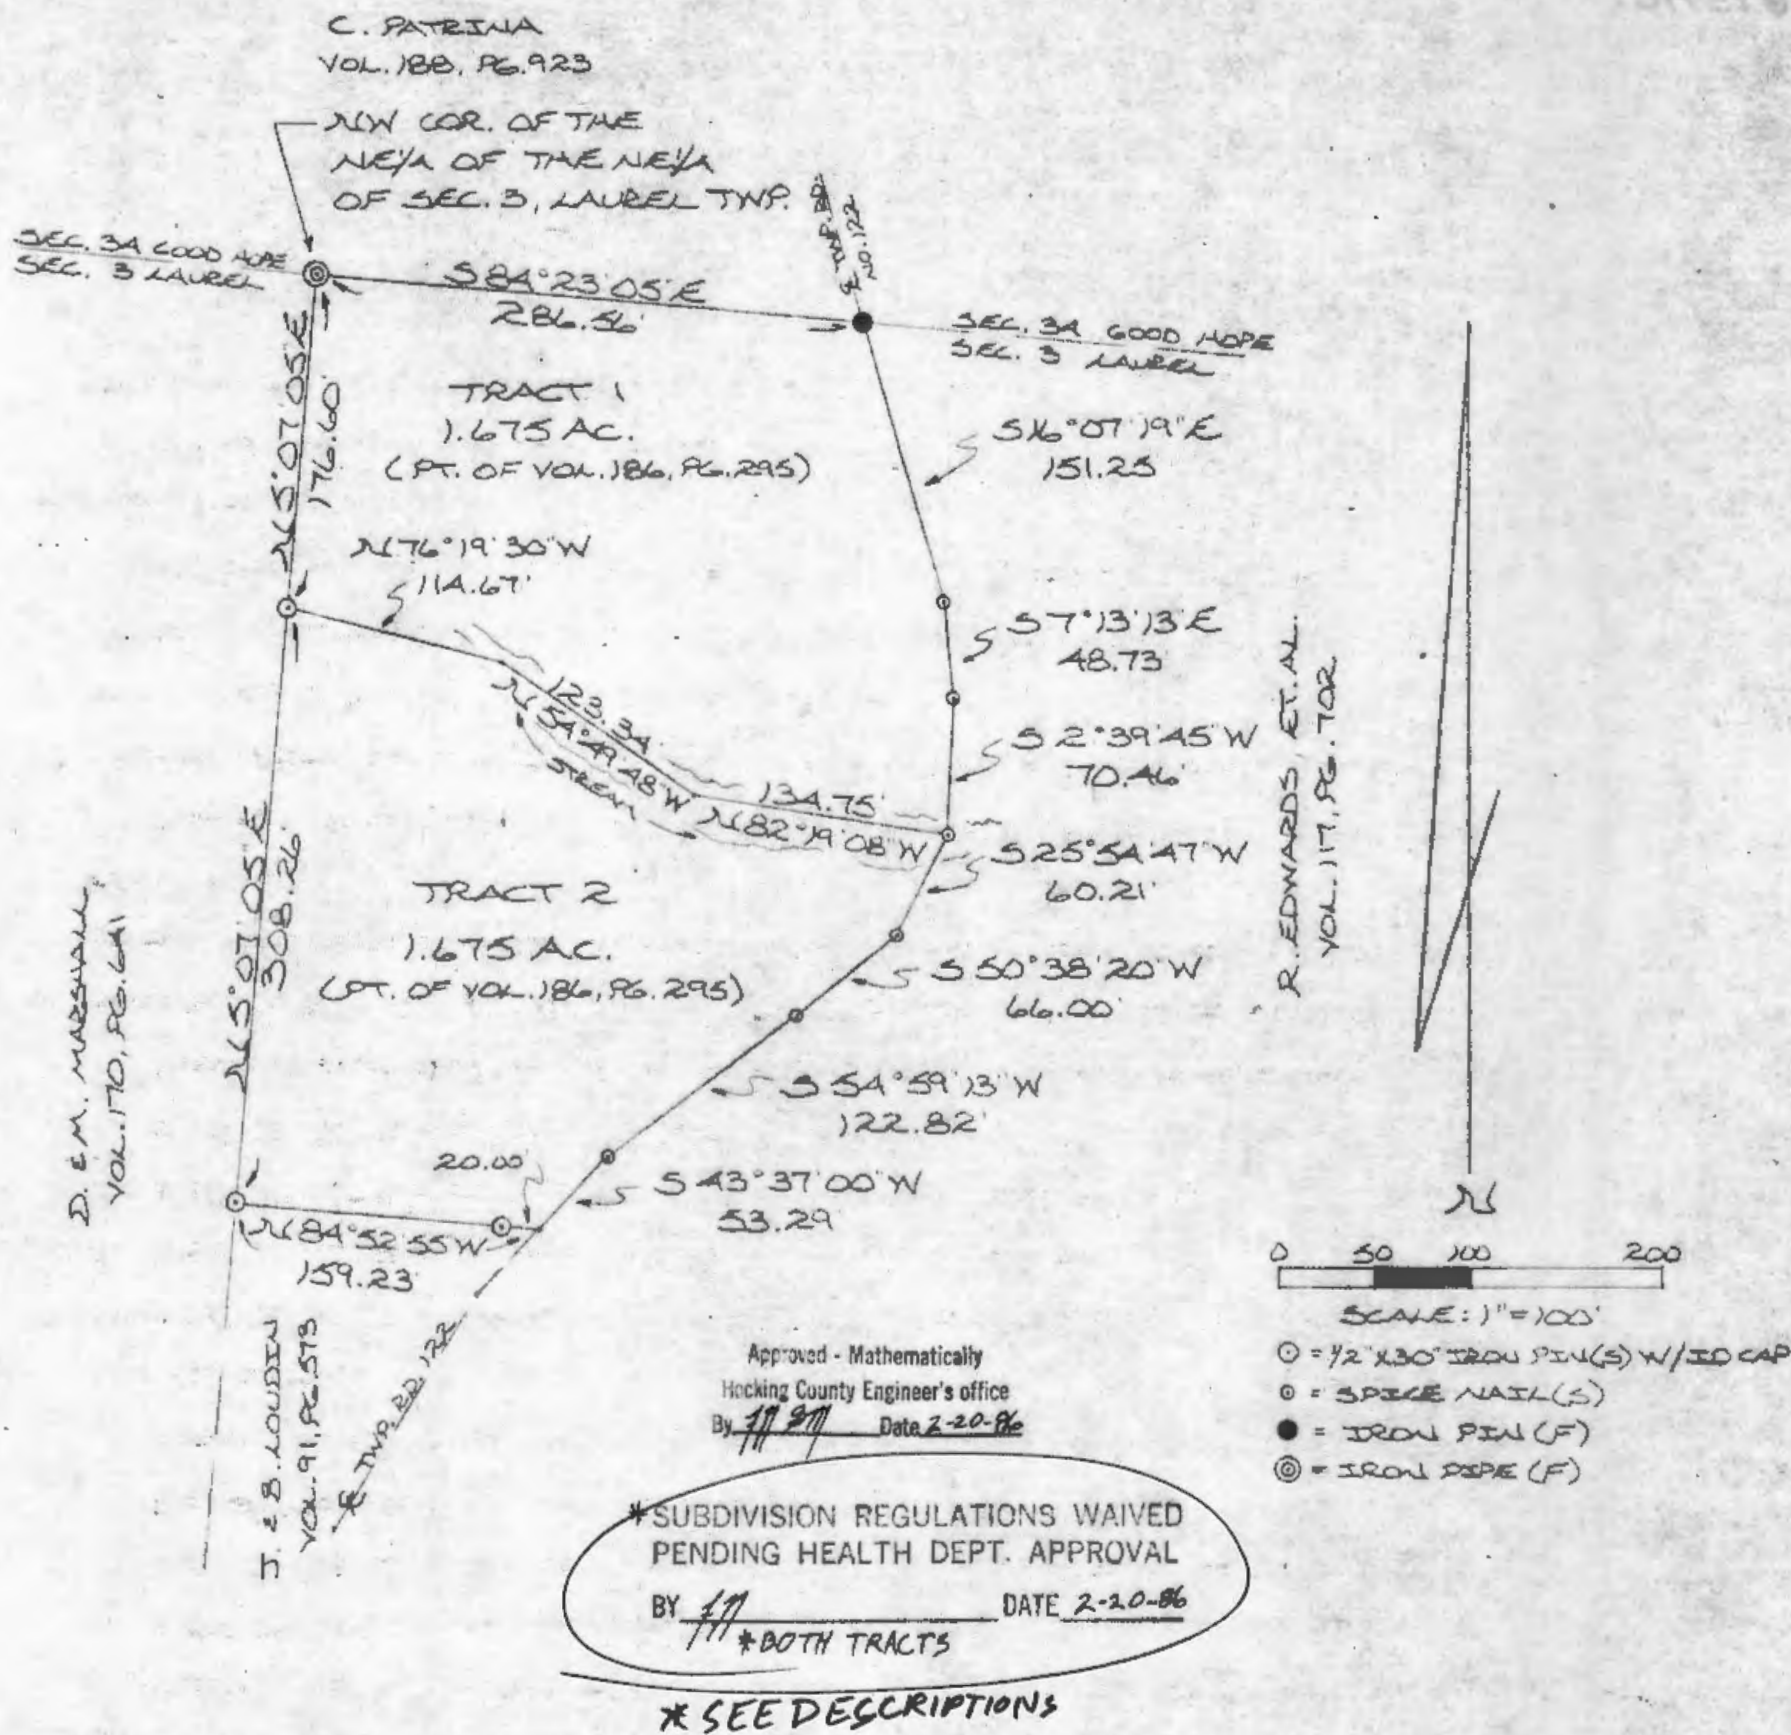 C. PATRINA
VOL. 188, PG. 923
NW COR. OF THE
NE1/4 OF THE NE1/4
OF SEC. 3, LAUREL TWP.
℄ TWP. RD.
NO. 122
SEC. 34 GOOD HOPE
SEC. 3 LAUREL
S 84°23'05"E
286.56'
SEC. 34 GOOD HOPE
SEC. 3 LAUREL
N 5°07'05"E
176.60'
TRACT 1
1.675 AC.
(PT. OF VOL. 186, PG. 295)
S 16°07'19"E
151.25'
N 76°19'30"W
114.67'
S 7°13'13"E
48.73'
123.34'
N 54°49'48"W
STREAM
S 2°39'45"W
70.46'
134.75'
N 82°19'08"W
S 25°54'47"W
60.21'
R. EDWARDS, ET. AL.
VOL. 117, PG. 702
N 5°07'05"E
308.26'
TRACT 2
1.675 AC.
(PT. OF VOL. 186, PG. 295)
S 50°38'20"W
66.00'
D. & M. MARSHALL
VOL. 170, PG. 641
S 54°59'13"W
122.82'
20.00'
S 43°37'00"W
53.29'
N 84°52'55"W
159.23'
N
0 50 100 200
SCALE: 1"=100'
J. & B. LOUDIN
VOL. 91, PG. 573
℄ TWP. RD. 122
⊙ = 1/2"X30" IRON PIN(S) W/ID CAP
⊙ = SPIKE NAIL(S)
● = IRON PIN (F)
◎ = IRON PIPE (F)
Approved - Mathematically
Hocking County Engineer's office
By Date 2-20-86
*SUBDIVISION REGULATIONS WAIVED
PENDING HEALTH DEPT. APPROVAL
BY DATE 2-20-86
*BOTH TRACTS
* SEE DESCRIPTIONS